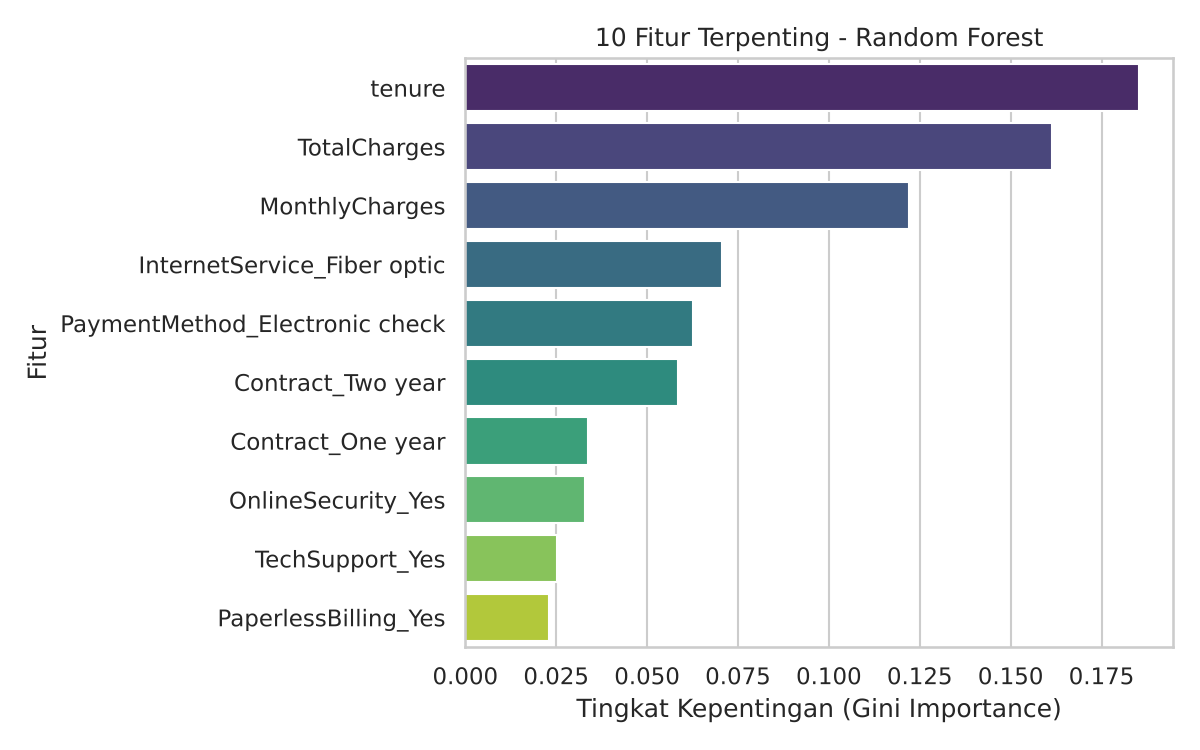 10 Fitur Terpenting - Random Forest
tenure
TotalCharges
MonthlyCharges
InternetService_Fiber optic
PaymentMethod_Electronic check
Contract_Two year
Contract_One year
OnlineSecurity_Yes
TechSupport_Yes
PaperlessBilling_Yes
Fitur
0.000 0.025 0.050 0.075 0.100 0.125 0.150 0.175
Tingkat Kepentingan (Gini Importance)